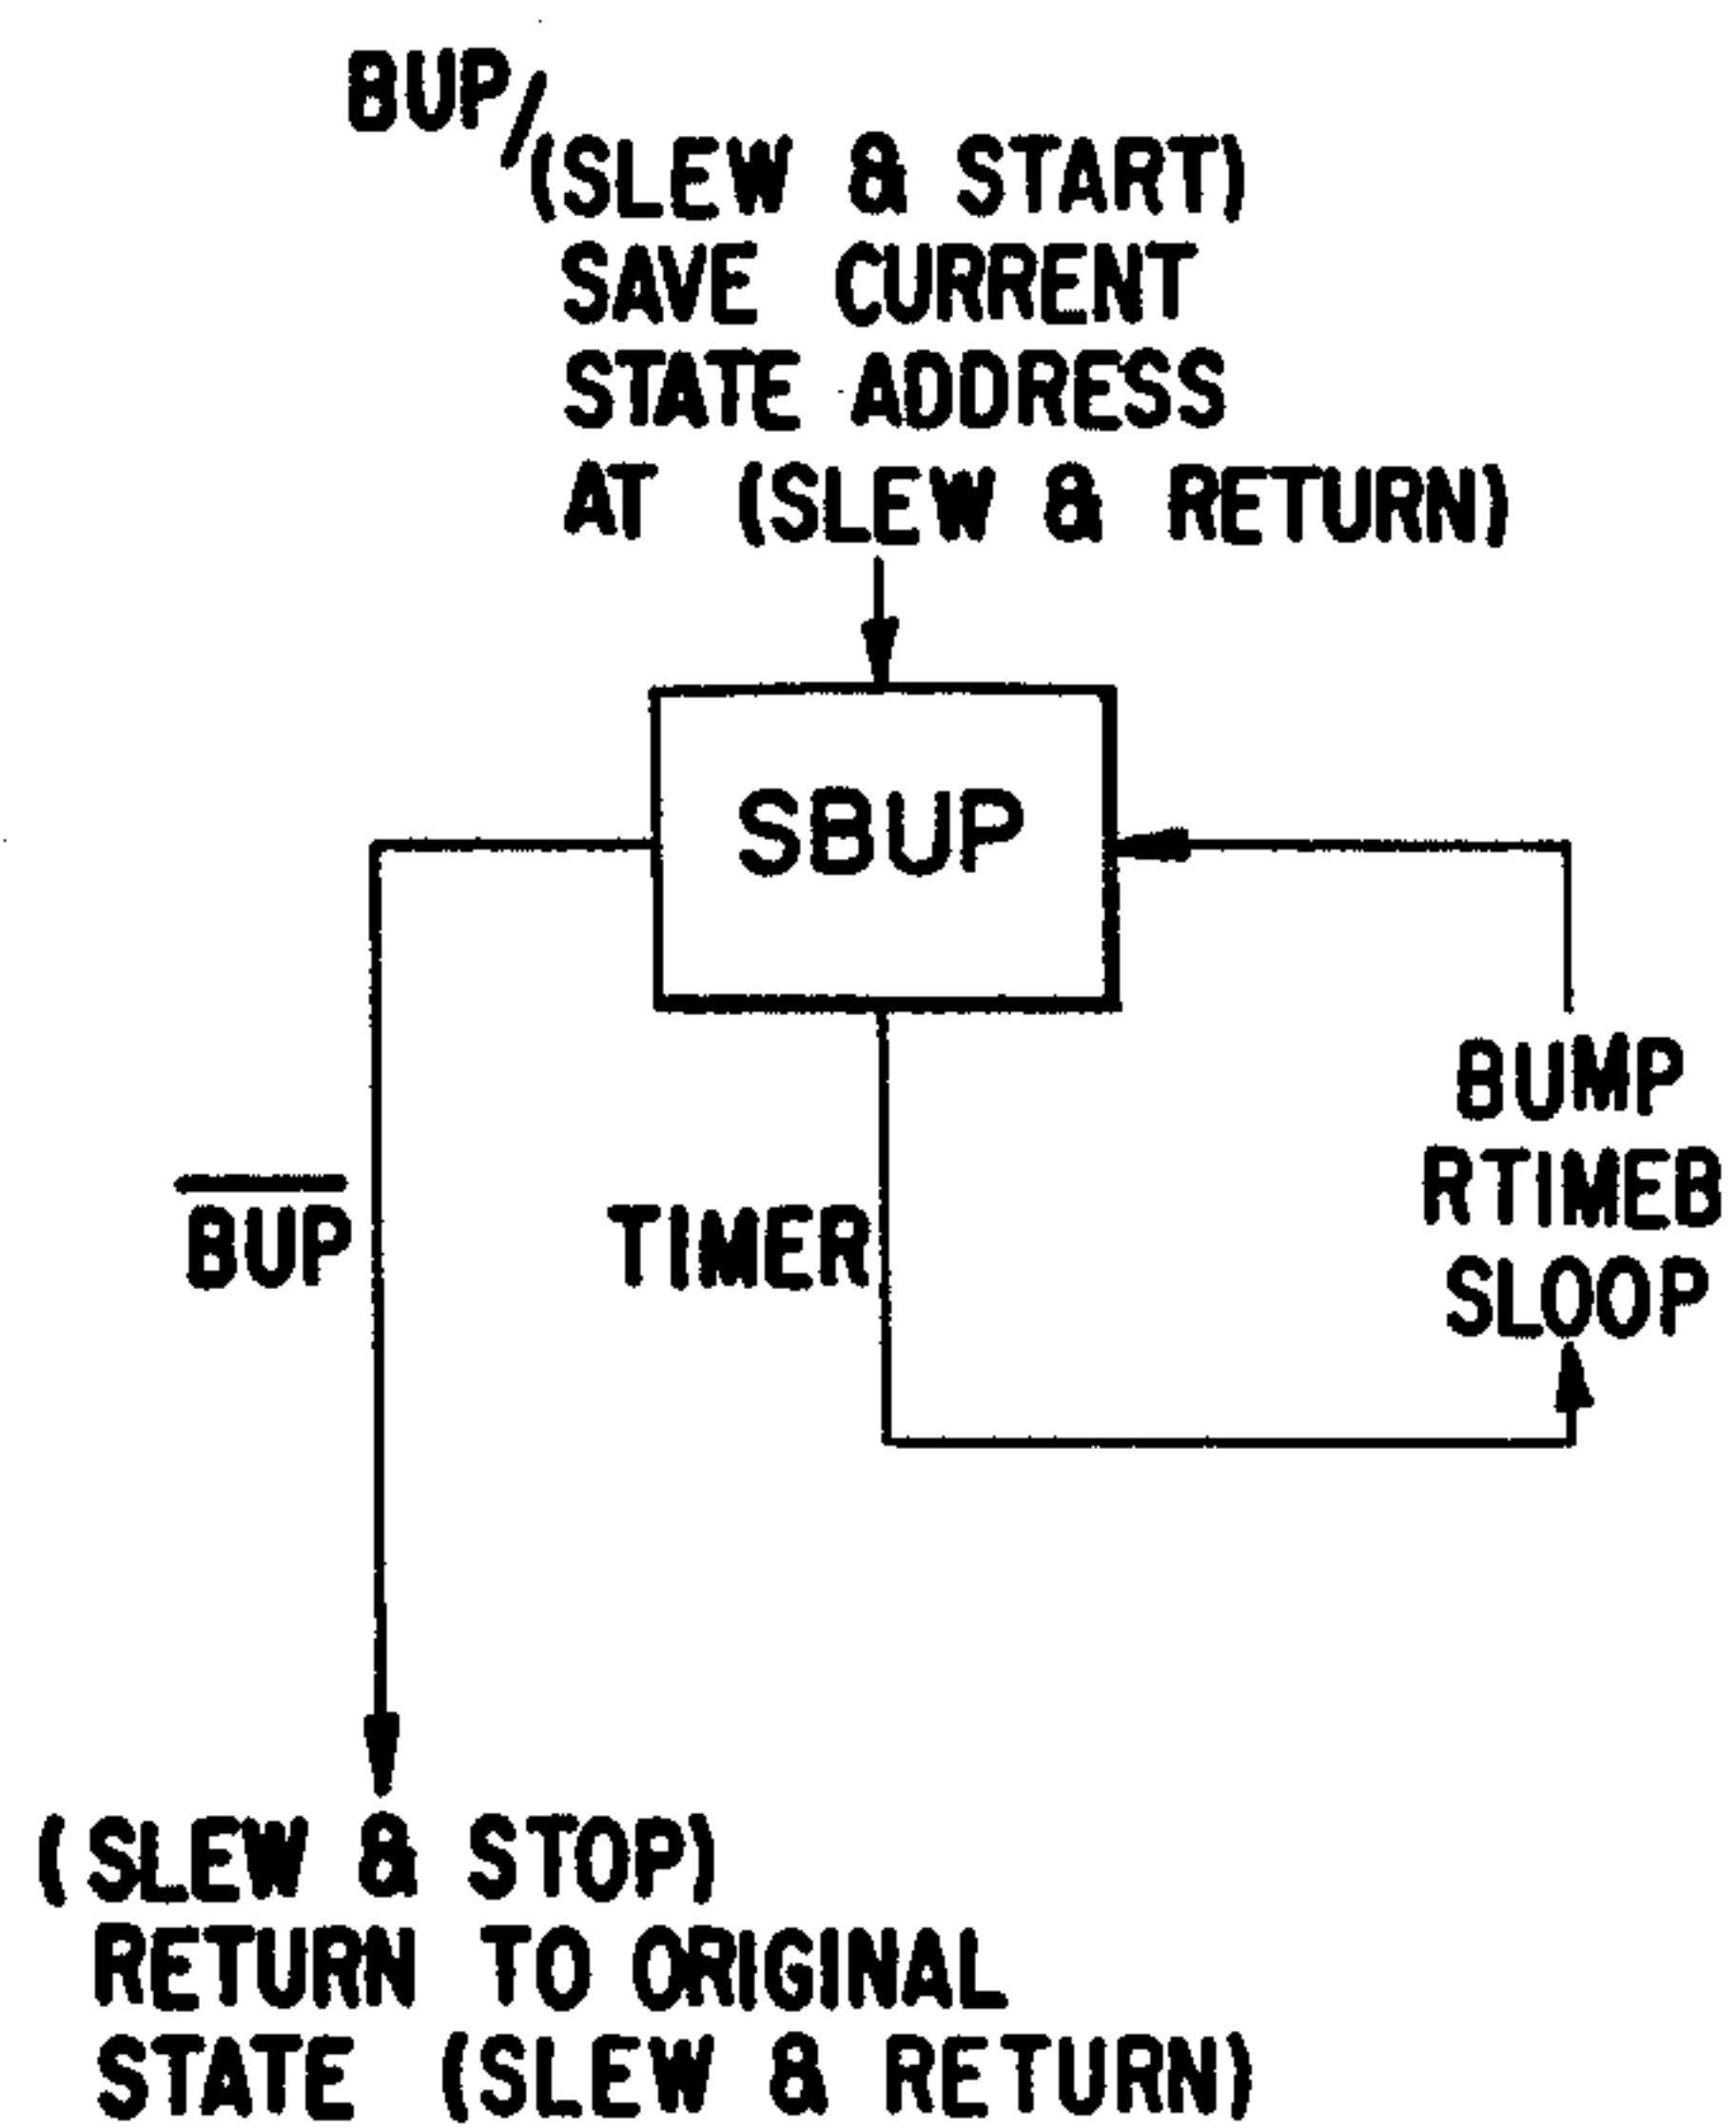 BUP/(SLEW & START)
SAVE CURRENT
STATE ADDRESS
AT (SLEW & RETURN)
SBUP
BUMP
RTIMEB
SLOOP
B̅U̅P̅
TIMER
(SLEW & STOP)
RETURN TO ORIGINAL
STATE (SLEW & RETURN)